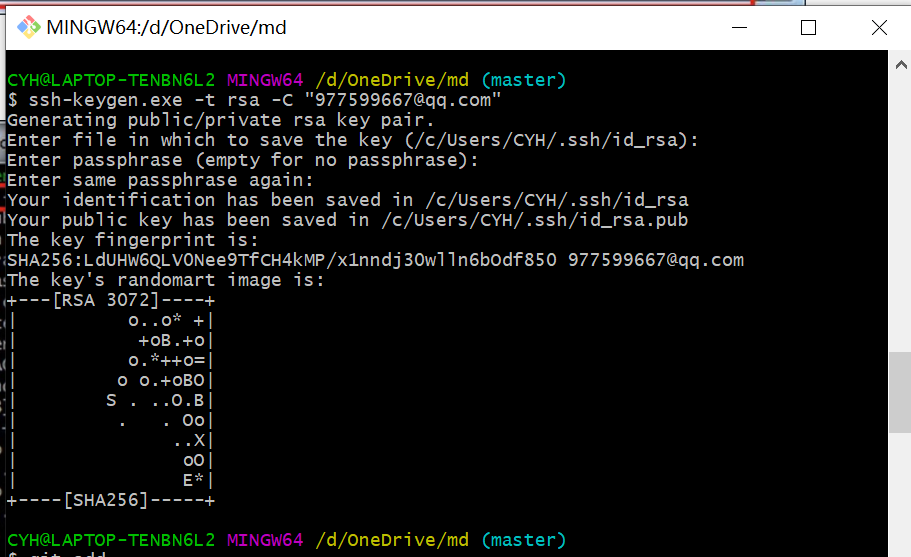 MINGW64:/d/OneDrive/md
CYH@LAPTOP-TENBN6L2 MINGW64 /d/OneDrive/md (master)
$ ssh-keygen.exe -t rsa -C "977599667@qq.com"
Generating public/private rsa key pair.
Enter file in which to save the key (/c/Users/CYH/.ssh/id_rsa):
Enter passphrase (empty for no passphrase):
Enter same passphrase again:
Your identification has been saved in /c/Users/CYH/.ssh/id_rsa
Your public key has been saved in /c/Users/CYH/.ssh/id_rsa.pub
The key fingerprint is:
SHA256:LdUHW6QLVONee9TfCH4kMP/x1nndj3Owlln6bOdf850 977599667@qq.com
The key's randomart image is:
+---[RSA 3072]----+
|          o..o* +|
|           +oB.+o|
|          o.*++o=|
|         o o.+oBO|
|        S . ..O.B|
|         .   . Oo|
|              ..X|
|               oO|
|               E*|
+----[SHA256]-----+
CYH@LAPTOP-TENBN6L2 MINGW64 /d/OneDrive/md (master)
$ git add